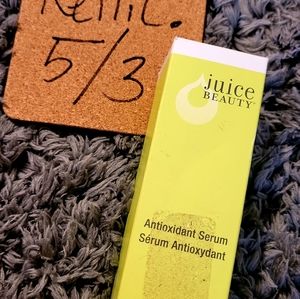 5/3
juice
BEAUTY
Antioxidant Serum
Sérum Antioxydant